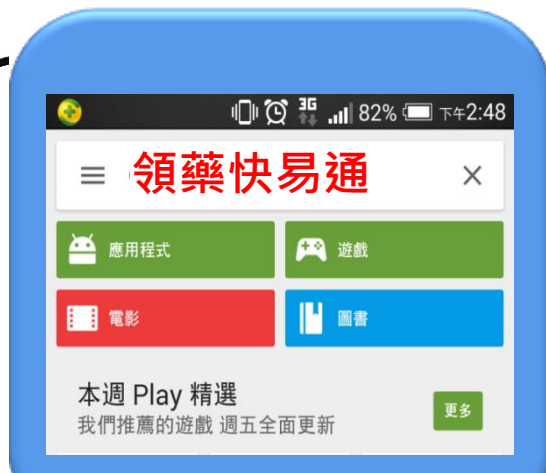 3G 82% 下午2:48
領藥快易通
應用程式 遊戲
電影 圖書
本週 Play 精選
我們推薦的遊戲 週五全面更新
更多